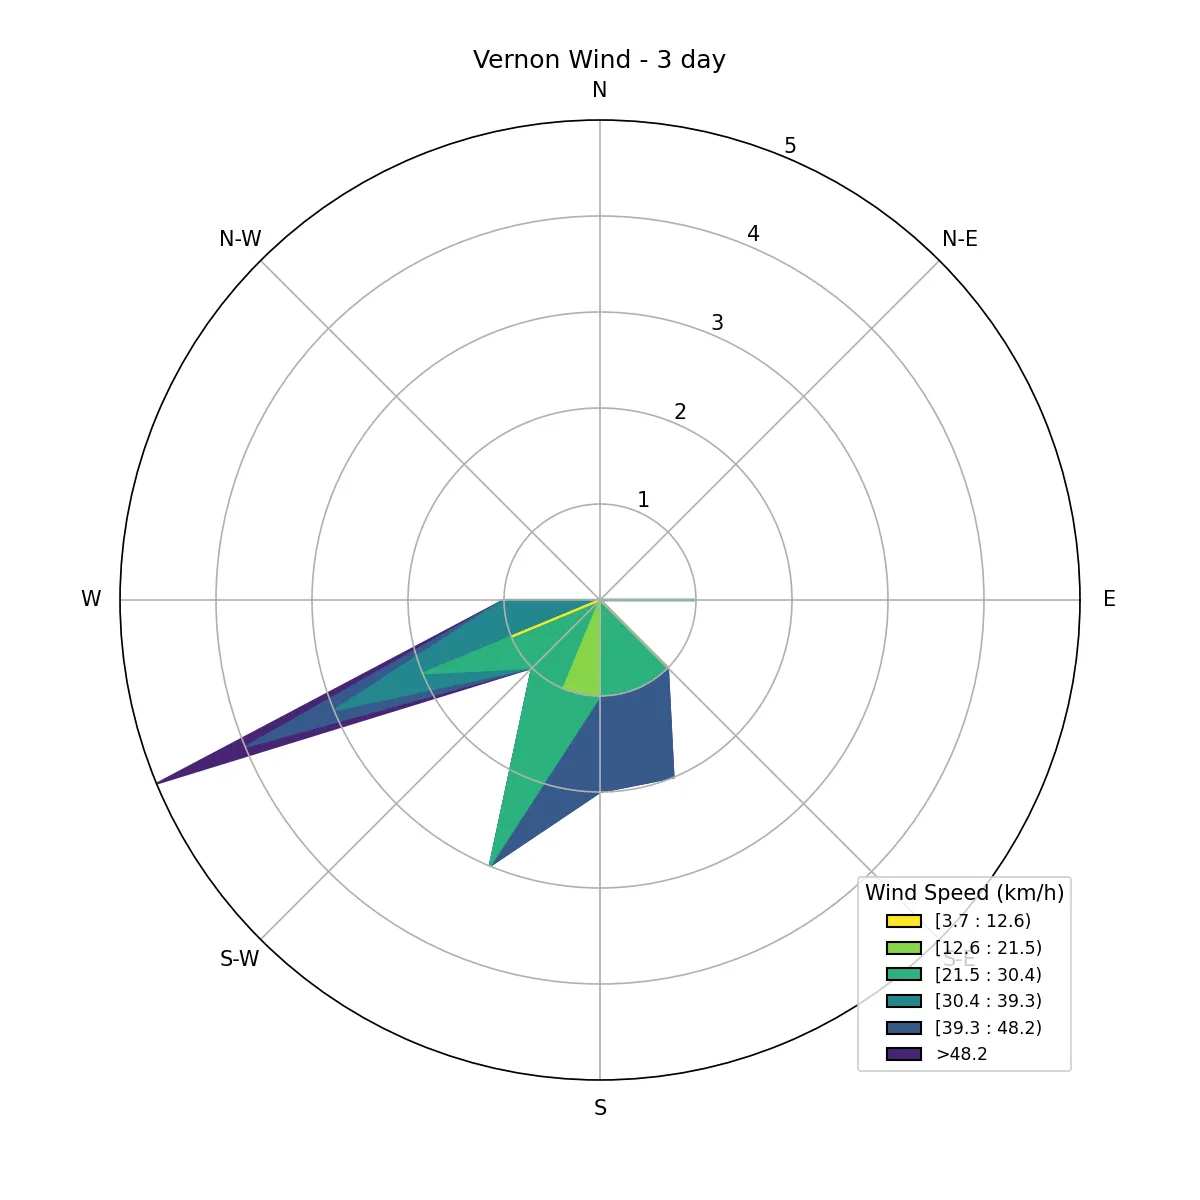 Vernon Wind - 3 day
N
5
N-W
4
N-E
3
2
1
W
E
S-W
S-E
S
Wind Speed (km/h)
[3.7 : 12.6)
[12.6 : 21.5)
[21.5 : 30.4)
[30.4 : 39.3)
[39.3 : 48.2)
>48.2